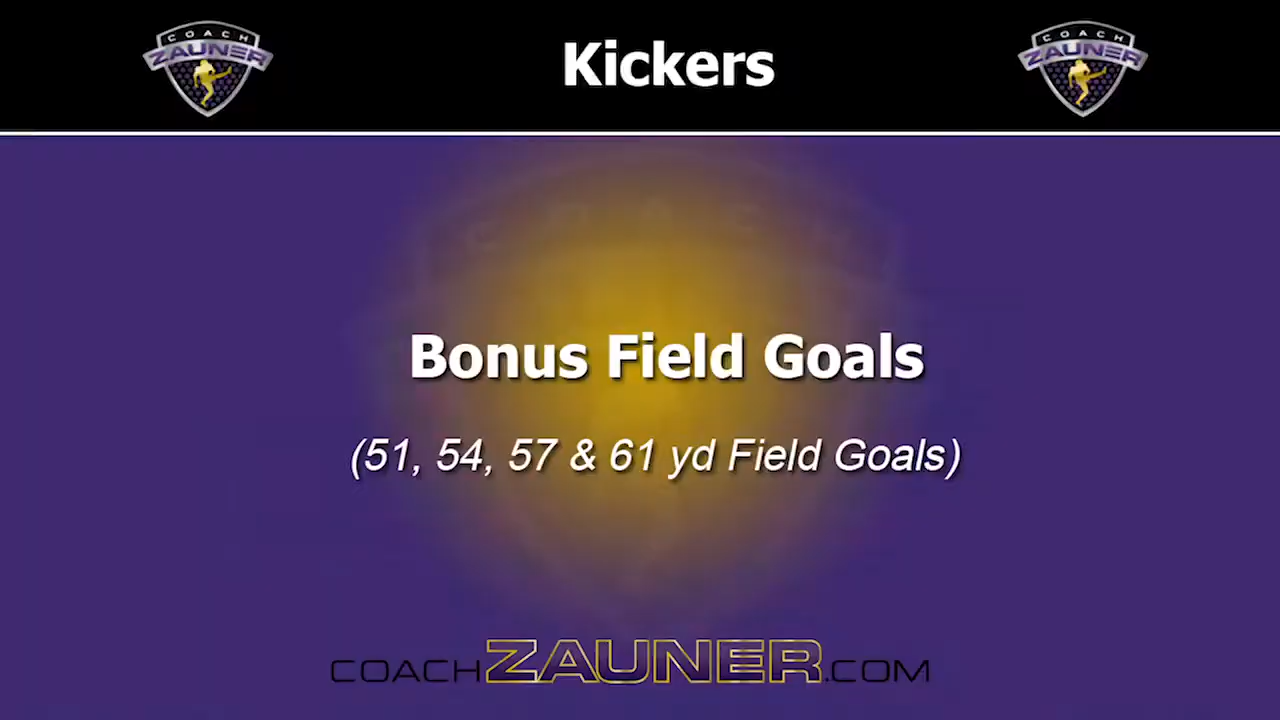 COACH
ZAUNER
Kickers
COACH
ZAUNER
Bonus Field Goals
(51, 54, 57 & 61 yd Field Goals)
COACHZAUNER.COM